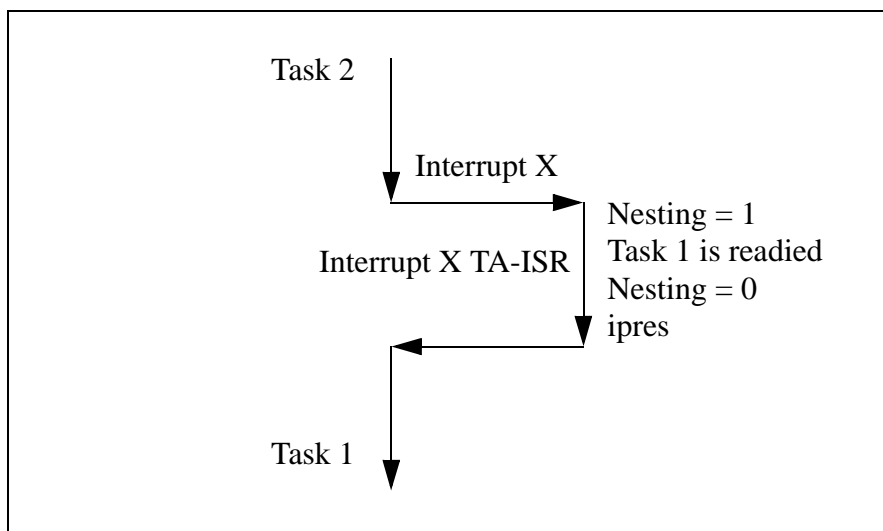 Task 2
Interrupt X
Nesting = 1
Task 1 is readied
Interrupt X TA-ISR
Nesting = 0
ipres
Task 1